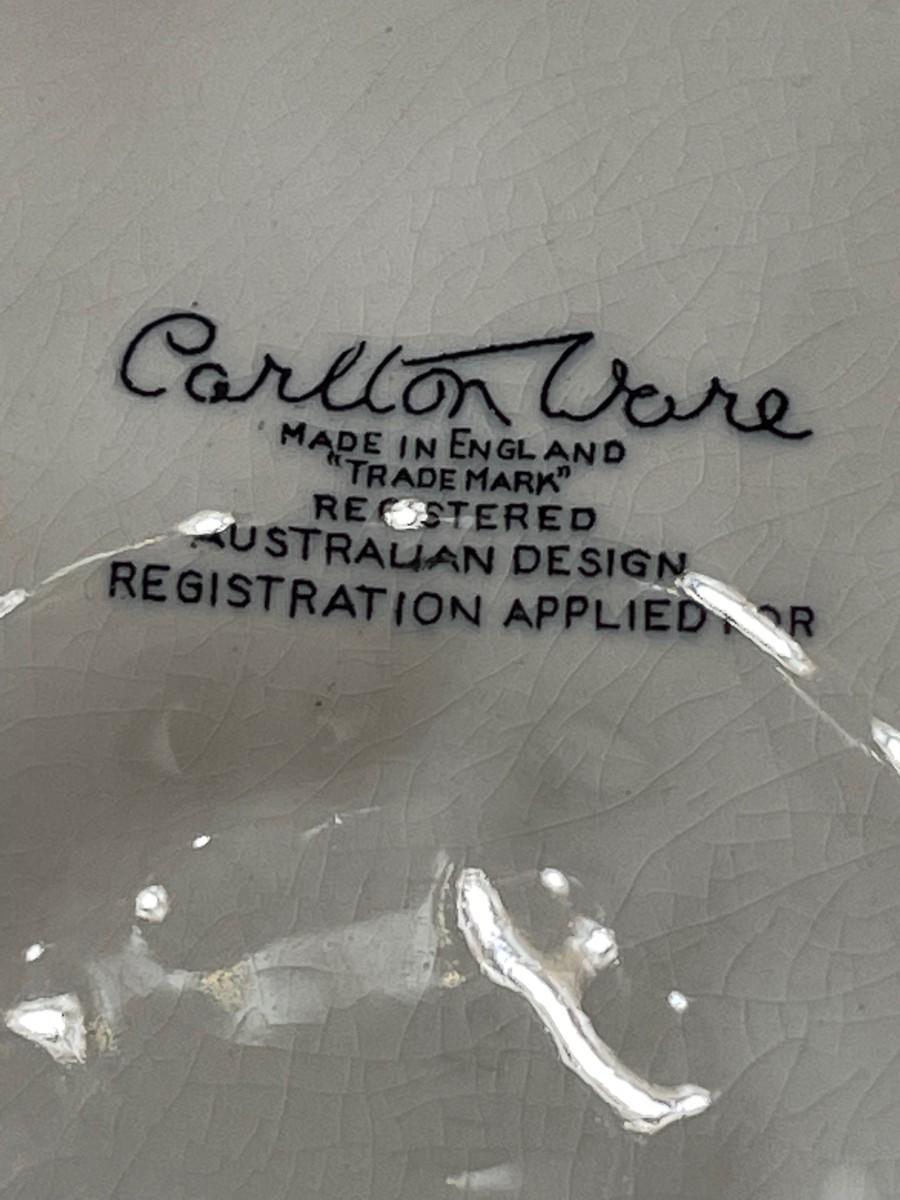 Carlton Ware
MADE IN ENGLAND
"TRADE MARK"
REGISTERED
AUSTRALIAN DESIGN
REGISTRATION APPLIED FOR